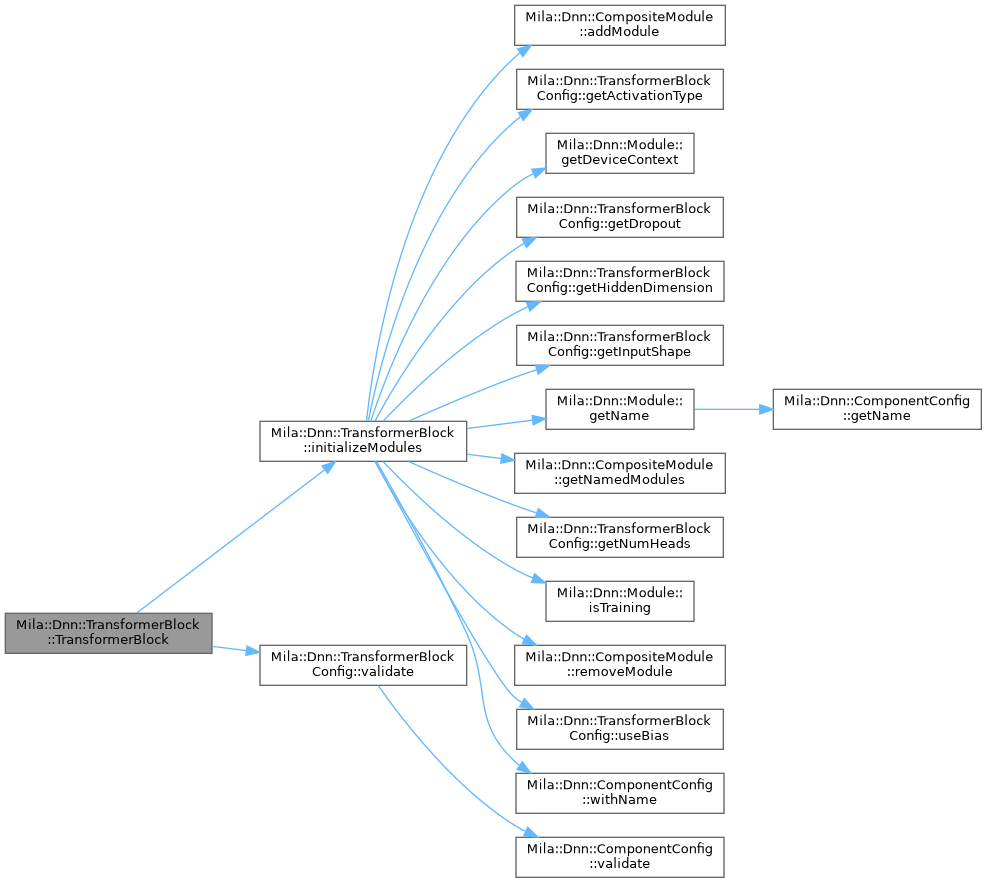 Mila::Dnn::CompositeModule
::addModule
Mila::Dnn::TransformerBlock
Config::getActivationType
Mila::Dnn::Module::
getDeviceContext
Mila::Dnn::TransformerBlock
Config::getDropout
Mila::Dnn::TransformerBlock
Config::getHiddenDimension
Mila::Dnn::TransformerBlock
Config::getInputShape
Mila::Dnn::Module::
getName
Mila::Dnn::ComponentConfig
::getName
Mila::Dnn::TransformerBlock
::initializeModules
Mila::Dnn::CompositeModule
::getNamedModules
Mila::Dnn::TransformerBlock
Config::getNumHeads
Mila::Dnn::Module::
isTraining
Mila::Dnn::TransformerBlock
::TransformerBlock
Mila::Dnn::TransformerBlock
Config::validate
Mila::Dnn::CompositeModule
::removeModule
Mila::Dnn::TransformerBlock
Config::useBias
Mila::Dnn::ComponentConfig
::withName
Mila::Dnn::ComponentConfig
::validate